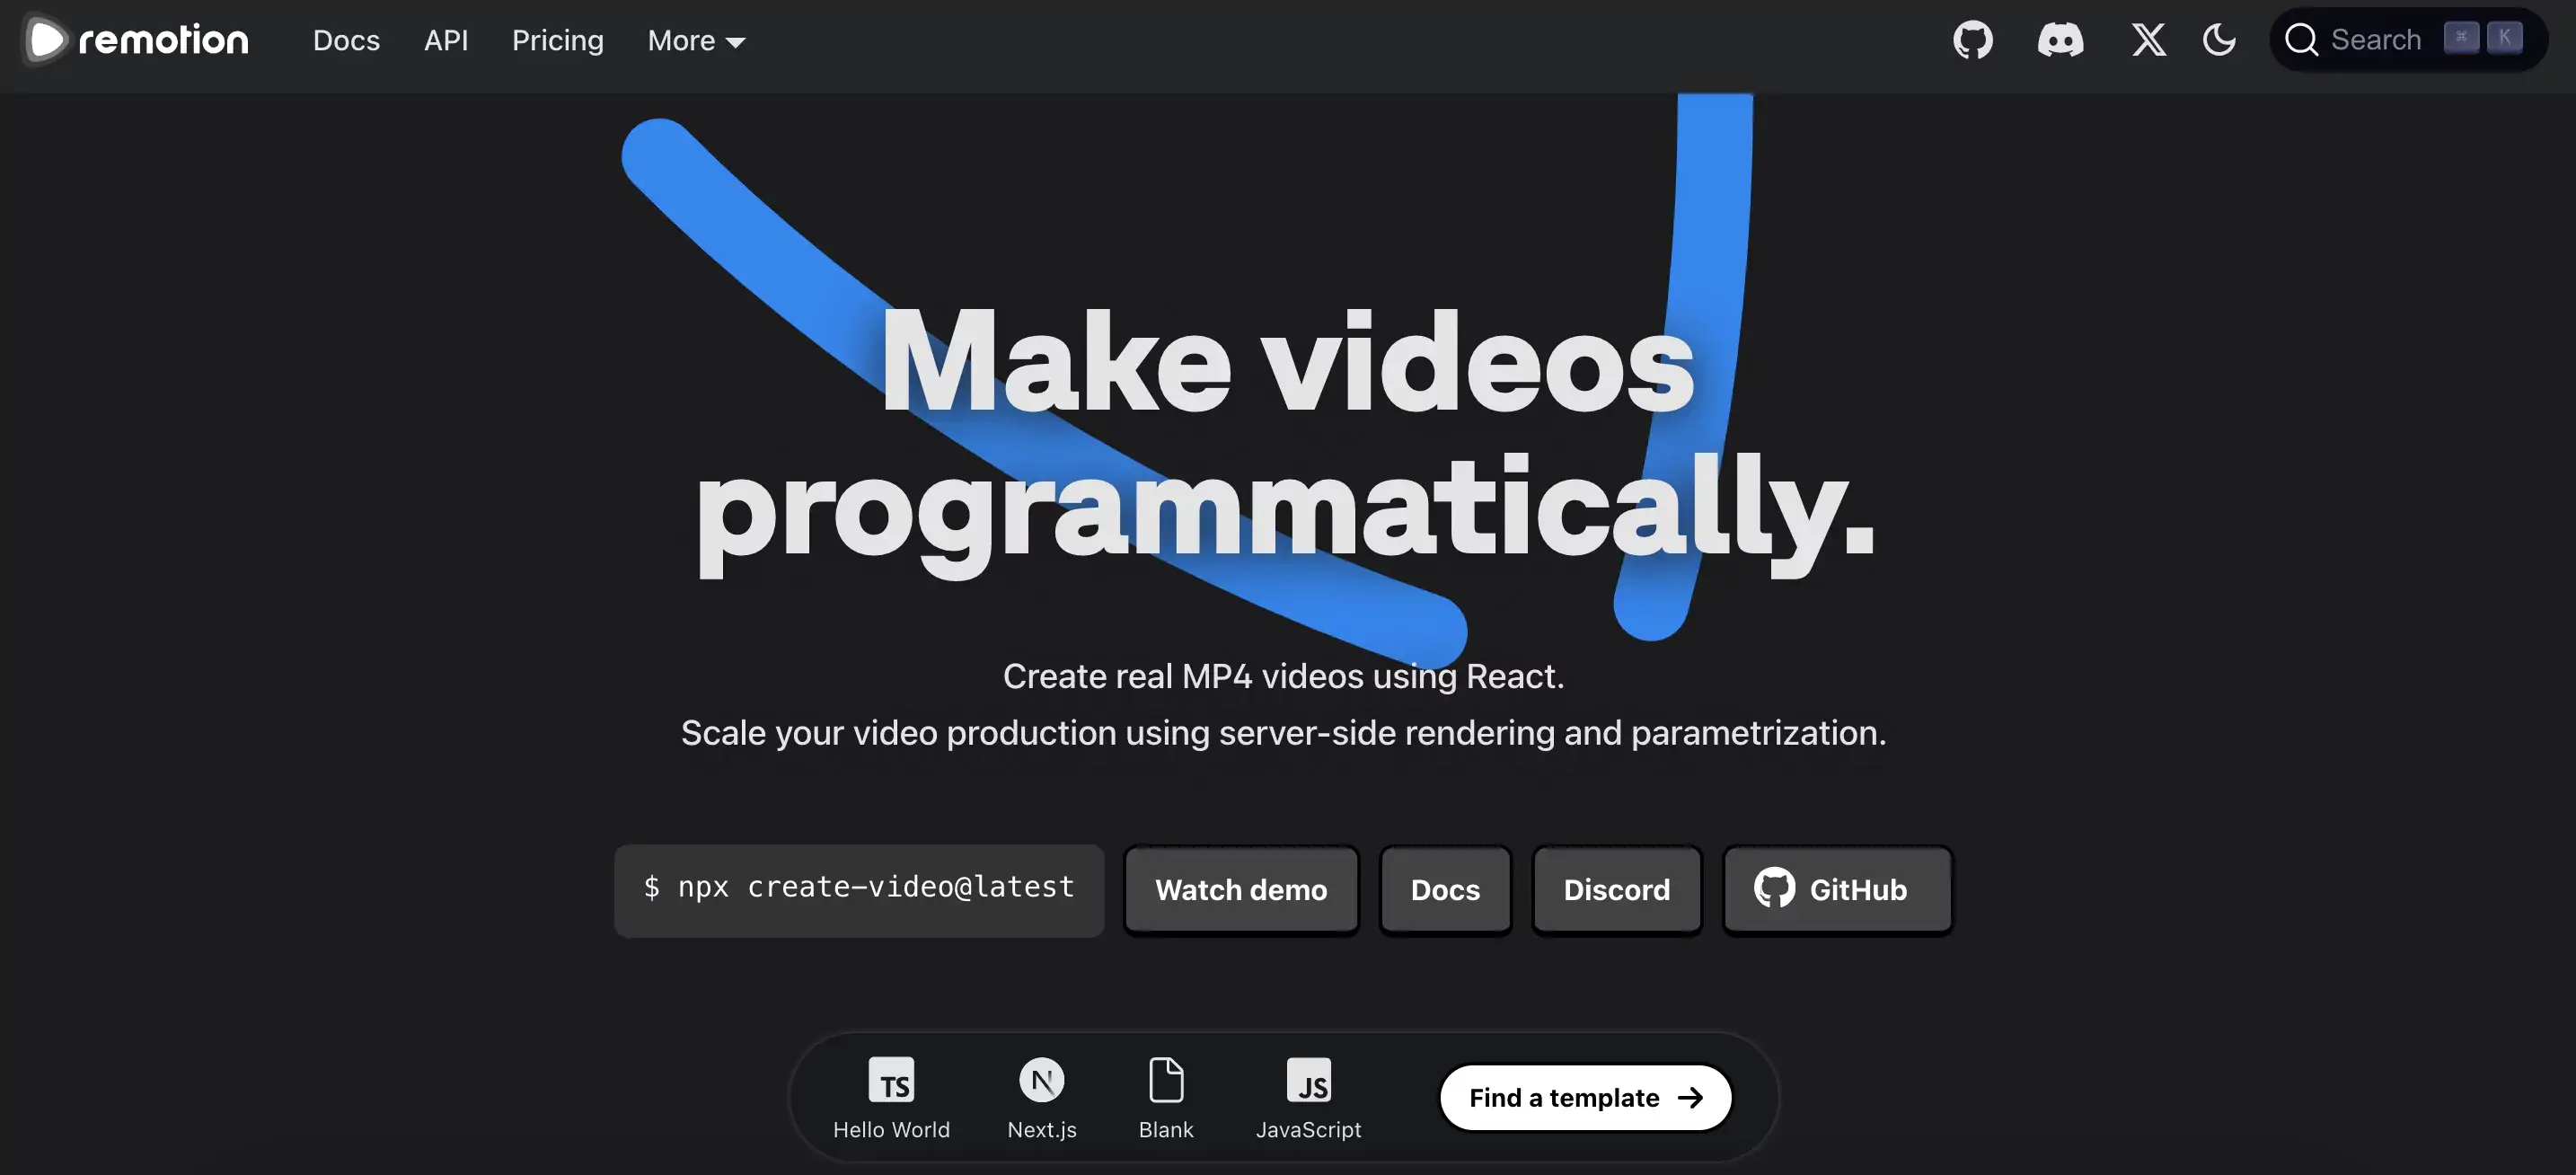 remotion
Docs
API
Pricing
More
Search ⌘ K
Make videos
programmatically.
Create real MP4 videos using React.
Scale your video production using server-side rendering and parametrization.
$ npx create-video@latest
Watch demo
Docs
Discord
GitHub
TS
Hello World
N
Next.js
Blank
JS
JavaScript
Find a template →